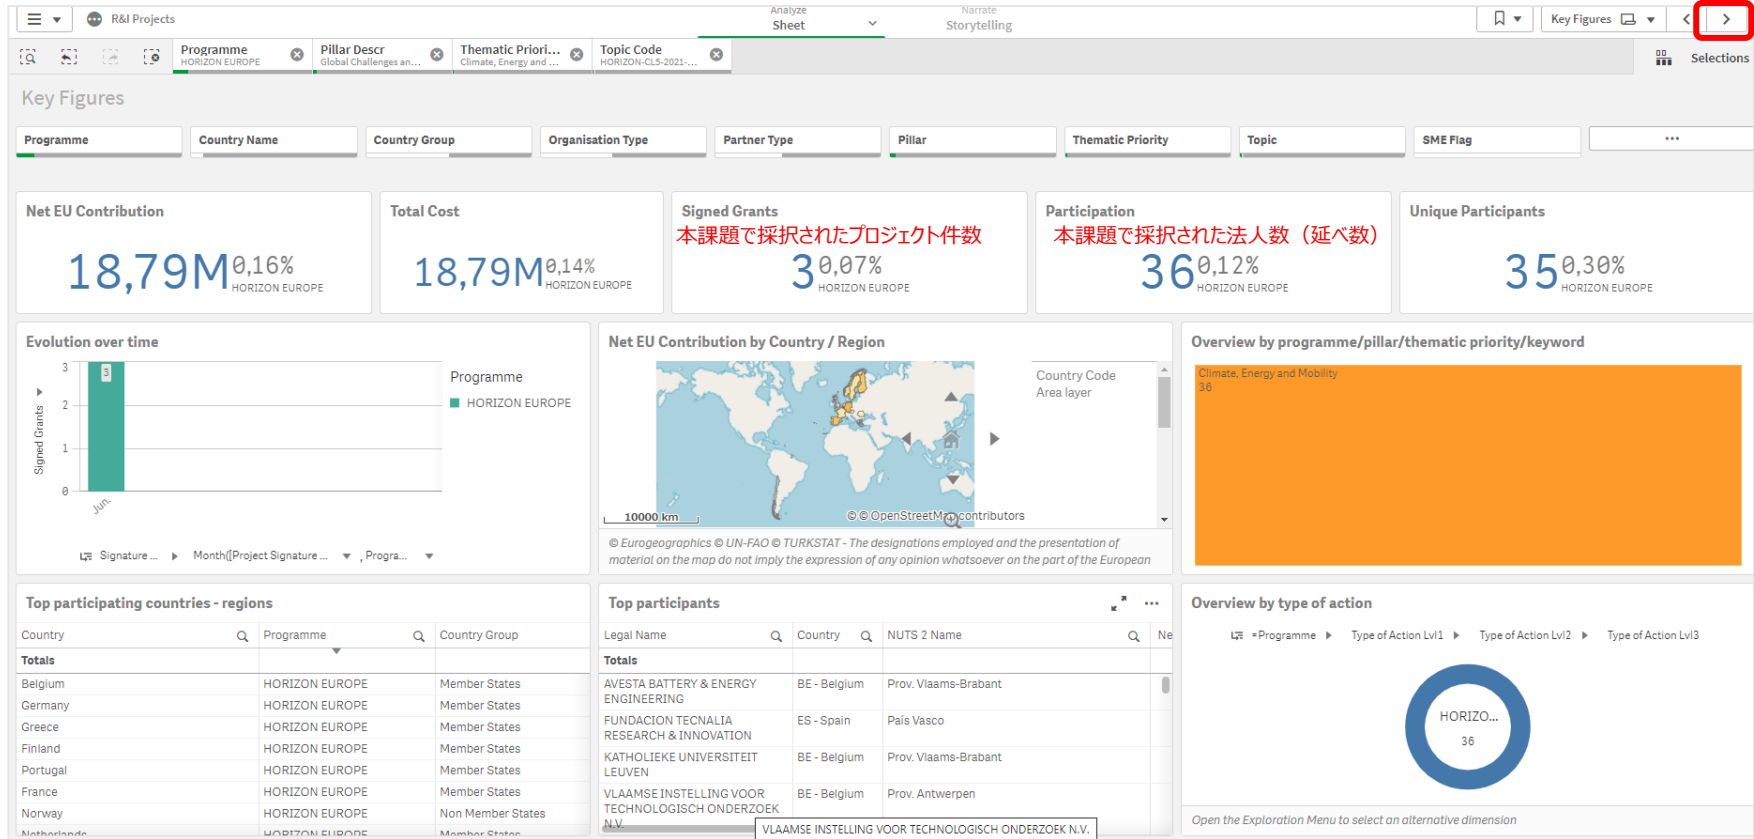 R&I Projects
Analyze
Sheet
Narrate
Storytelling
Key Figures
Programme
HORIZON EUROPE
Pillar Descr
Global Challenges an...
Thematic Priori...
Climate, Energy and ...
Topic Code
HORIZON-CL5-2021-...
Selections
Key Figures
Programme
Country Name
Country Group
Organisation Type
Partner Type
Pillar
Thematic Priority
Topic
SME Flag
...
Net EU Contribution
18,79M
0,16%
HORIZON EUROPE
Total Cost
18,79M
0,14%
HORIZON EUROPE
Signed Grants
本課題で採択されたプロジェクト件数
3
0,07%
HORIZON EUROPE
Participation
本課題で採択された法人数（延べ数）
36
0,12%
HORIZON EUROPE
Unique Participants
35
0,30%
HORIZON EUROPE
Evolution over time
3
2
1
0
Signed Grants
3
Jun.
Programme
HORIZON EUROPE
Signature ...
Month([Project Signature ...
, Progra...
Net EU Contribution by Country / Region
Country Code
Area layer
10000 km
© © OpenStreetMap contributors
© Eurogeographics © UN-FAO © TURKSTAT - The designations employed and the presentation of
material on the map do not imply the expression of any opinion whatsoever on the part of the European
Overview by programme/pillar/thematic priority/keyword
Climate, Energy and Mobility
36
Top participating countries - regions
Country
Programme
Country Group
Totals
Belgium HORIZON EUROPE Member States
Germany HORIZON EUROPE Member States
Greece HORIZON EUROPE Member States
Finland HORIZON EUROPE Member States
Portugal HORIZON EUROPE Member States
France HORIZON EUROPE Member States
Norway HORIZON EUROPE Non Member States
Netherlands HORIZON EUROPE Member States
Top participants
...
Legal Name
Country
NUTS 2 Name
Ne
Totals
AVESTA BATTERY & ENERGY BE - Belgium Prov. Vlaams-Brabant
ENGINEERING
FUNDACION TECNALIA ES - Spain País Vasco
RESEARCH & INNOVATION
KATHOLIEKE UNIVERSITEIT BE - Belgium Prov. Vlaams-Brabant
LEUVEN
VLAAMSE INSTELLING VOOR BE - Belgium Prov. Antwerpen
TECHNOLOGISCH ONDERZOEK
N.V.
VLAAMSE INSTELLING VOOR TECHNOLOGISCH ONDERZOEK N.V.
Overview by type of action
=Programme
Type of Action Lvl1
Type of Action Lvl2
Type of Action Lvl3
HORIZO...
36
Open the Exploration Menu to select an alternative dimension